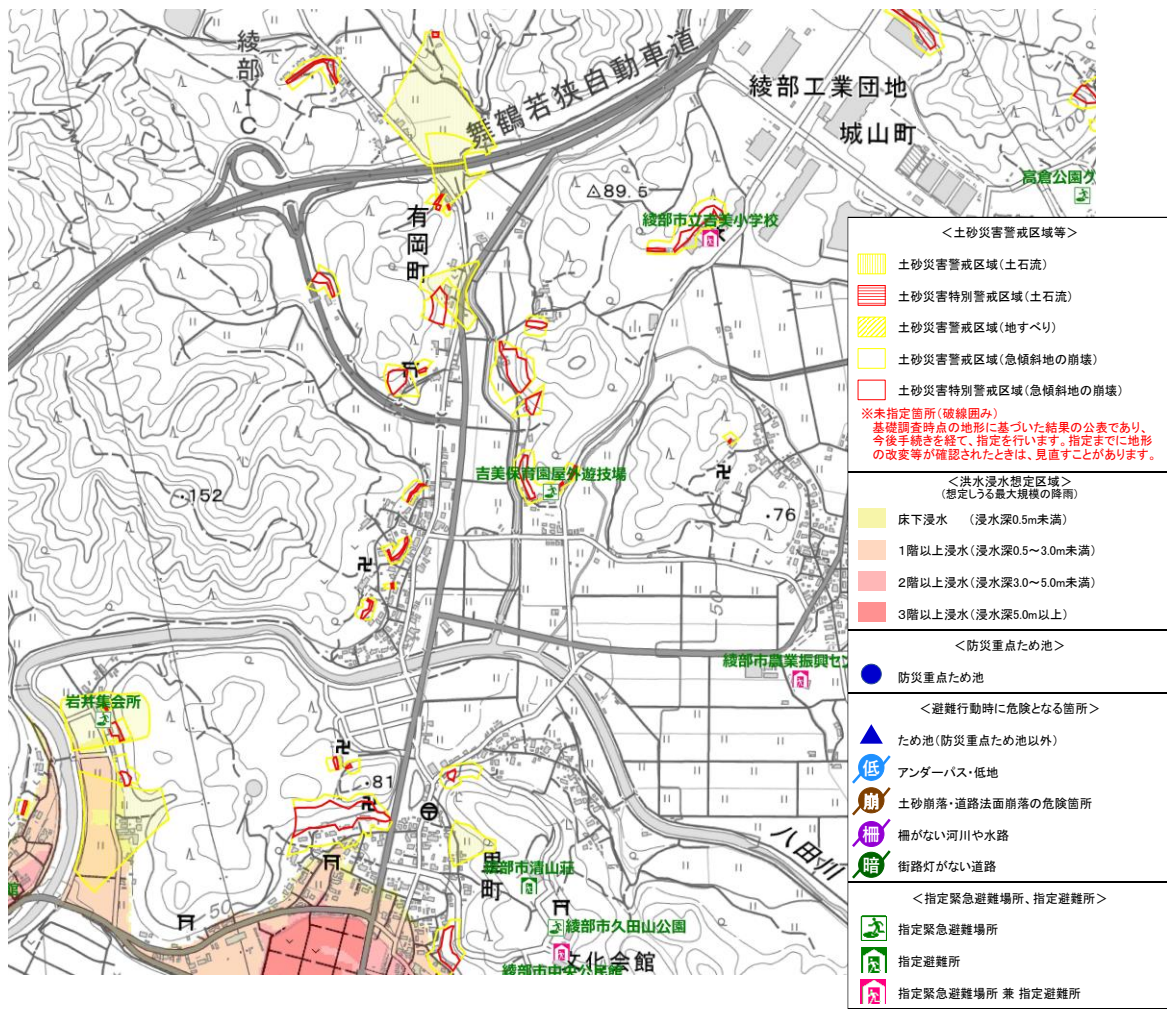 綾部IC
舞鶴若狭自動車道
綾部工業団地
城山町
100
100
高倉公園グ
△89.5
有岡町
綾部市立吉美小学校
・152
吉美保育園屋外遊技場
・76
50
綾部市農業振興セン
岩井集会所
・81
八田川
里町
綾部市清山荘
綾部市久田山公園
文化会館
綾部市中央公民館
50
館
<土砂災害警戒区域等>
土砂災害警戒区域(土石流)
土砂災害特別警戒区域(土石流)
土砂災害警戒区域(地すべり)
土砂災害警戒区域(急傾斜地の崩壊)
土砂災害特別警戒区域(急傾斜地の崩壊)
※未指定箇所(破線囲み)
基礎調査時点の地形に基づいた結果の公表であり、
今後手続きを経て、指定を行います。指定までに地形
の改変等が確認されたときは、見直すことがあります。
<洪水浸水想定区域>
(想定しうる最大規模の降雨)
床下浸水 (浸水深0.5m未満)
1階以上浸水(浸水深0.5~3.0m未満)
2階以上浸水(浸水深3.0~5.0m未満)
3階以上浸水(浸水深5.0m以上)
<防災重点ため池>
防災重点ため池
<避難行動時に危険となる箇所>
ため池(防災重点ため池以外)
低 アンダーパス・低地
崩 土砂崩落・道路法面崩落の危険箇所
柵 柵がない河川や水路
暗 街路灯がない道路
<指定緊急避難場所、指定避難所>
指定緊急避難場所
指定避難所
指定緊急避難場所 兼 指定避難所